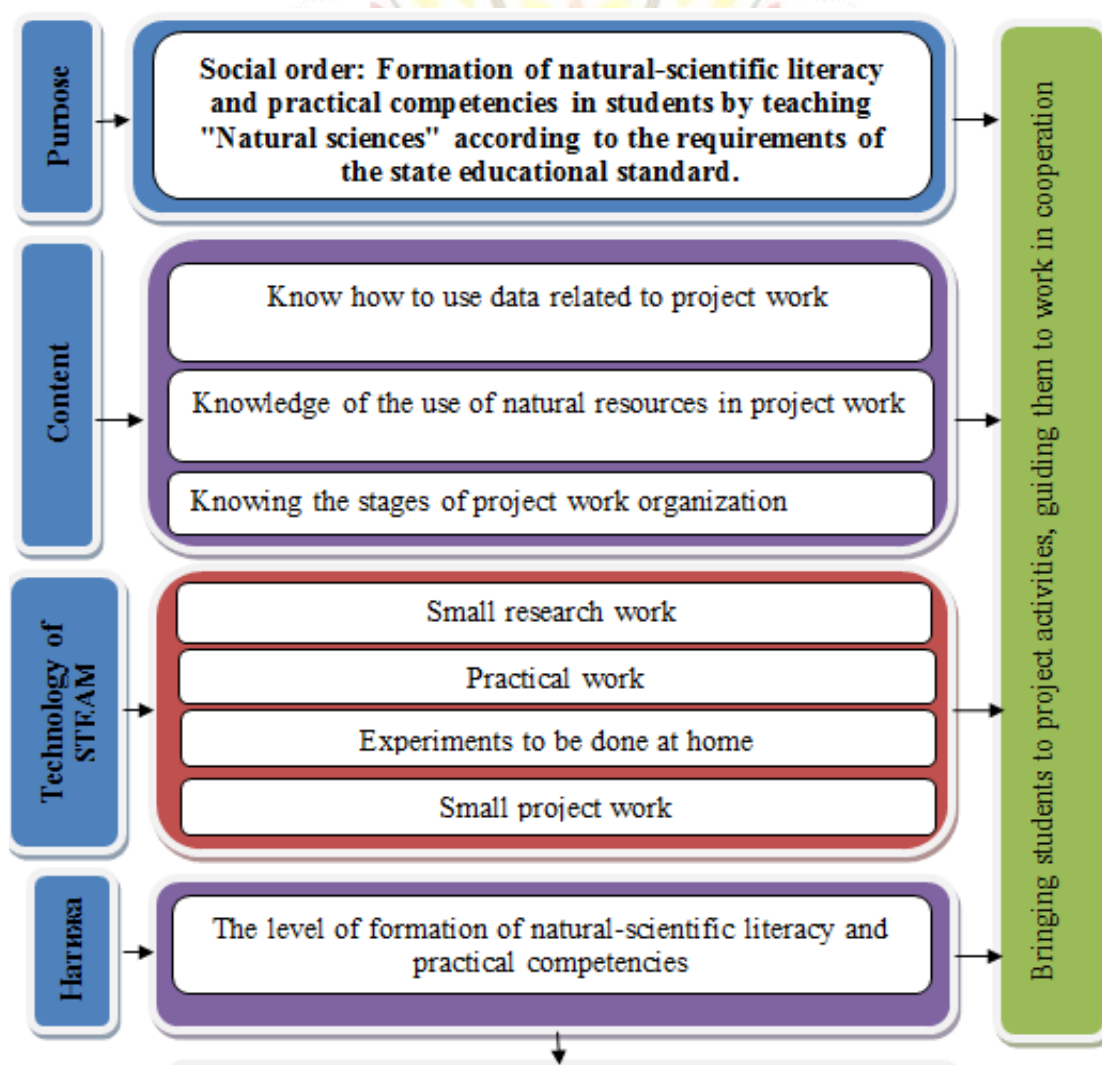 Purpose
Social order: Formation of natural-scientific literacy
and practical competencies in students by teaching
"Natural sciences" according to the requirements of
the state educational standard.
Content
Know how to use data related to project work
Knowledge of the use of natural resources in project work
Knowing the stages of project work organization
Technology of
STEAM
Small research work
Practical work
Experiments to be done at home
Small project work
Натижа
The level of formation of natural-scientific literacy and
practical competencies
Bringing students to project activities, guiding them to work in cooperation